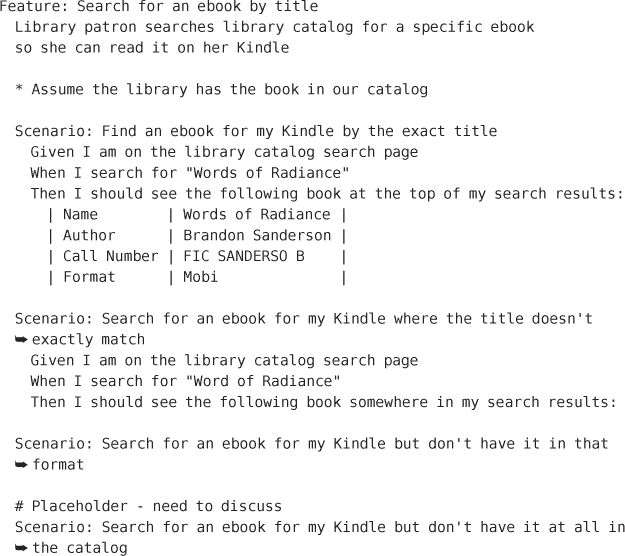 Feature: Search for an ebook by title
Library patron searches library catalog for a specific ebook
so she can read it on her Kindle
* Assume the library has the book in our catalog
Scenario: Find an ebook for my Kindle by the exact title
Given I am on the library catalog search page
When I search for "Words of Radiance"
Then I should see the following book at the top of my search results:
| Name | Words of Radiance |
| Author | Brandon Sanderson |
| Call Number | FIC SANDERSO B |
| Format | Mobi |
Scenario: Search for an ebook for my Kindle where the title doesn't
➥ exactly match
Given I am on the library catalog search page
When I search for "Word of Radiance"
Then I should see the following book somewhere in my search results:
Scenario: Search for an ebook for my Kindle but don't have it in that
➥ format
# Placeholder - need to discuss
Scenario: Search for an ebook for my Kindle but don't have it at all in
➥ the catalog